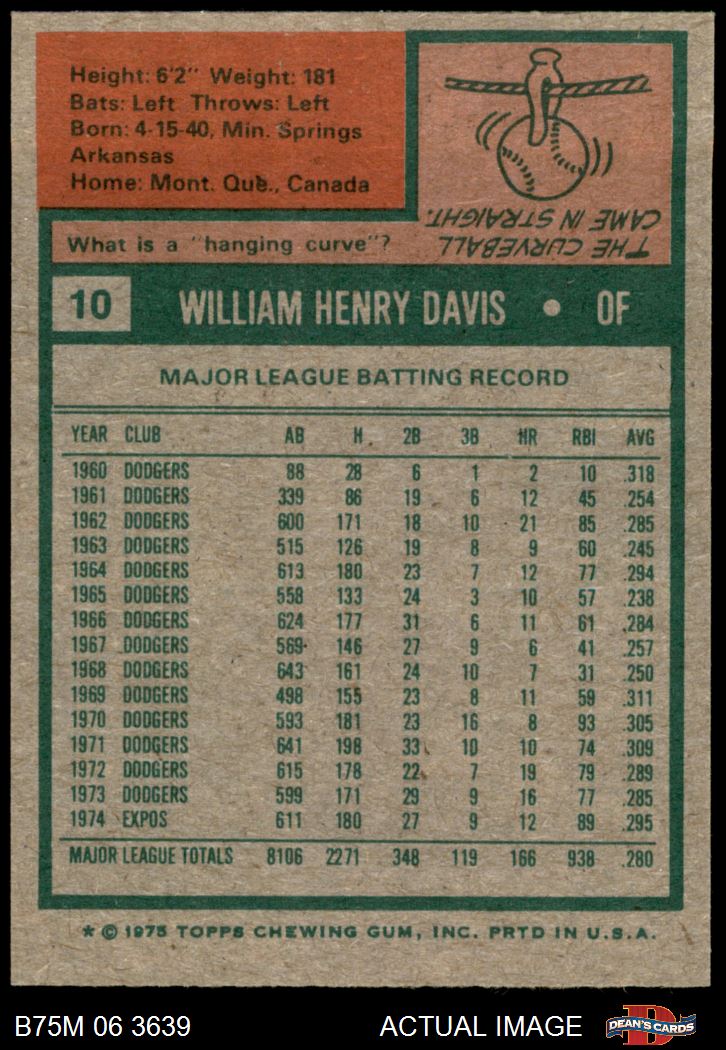 Height: 6'2" Weight: 181
Bats: Left Throws: Left
Born: 4-15-40, Min. Springs
Arkansas
Home: Mont. Que., Canada
What is a "hanging curve"?
THE CURVEBALL
CAME IN STRAIGHT.
10 WILLIAM HENRY DAVIS • OF
MAJOR LEAGUE BATTING RECORD
YEAR CLUB AB H 2B 3B HR RBI AVG
1960 DODGERS 88 28 6 1 2 10 .318
1961 DODGERS 339 86 19 6 12 45 .254
1962 DODGERS 600 171 18 10 21 85 .285
1963 DODGERS 515 126 19 8 9 60 .245
1964 DODGERS 613 180 23 7 12 77 .294
1965 DODGERS 558 133 24 3 10 57 .238
1966 DODGERS 624 177 31 6 11 61 .284
1967 DODGERS 569 146 27 9 6 41 .257
1968 DODGERS 643 161 24 10 7 31 .250
1969 DODGERS 498 155 23 8 11 59 .311
1970 DODGERS 593 181 23 16 8 93 .305
1971 DODGERS 641 198 33 10 10 74 .309
1972 DODGERS 615 178 22 7 19 79 .289
1973 DODGERS 599 171 29 9 16 77 .285
1974 EXPOS 611 180 27 9 12 89 .295
MAJOR LEAGUE TOTALS 8106 2271 348 119 166 938 .280
* © 1975 TOPPS CHEWING GUM, INC. PRTD IN U.S.A.
B75M 06 3639 ACTUAL IMAGE
D
DEAN'S CARDS